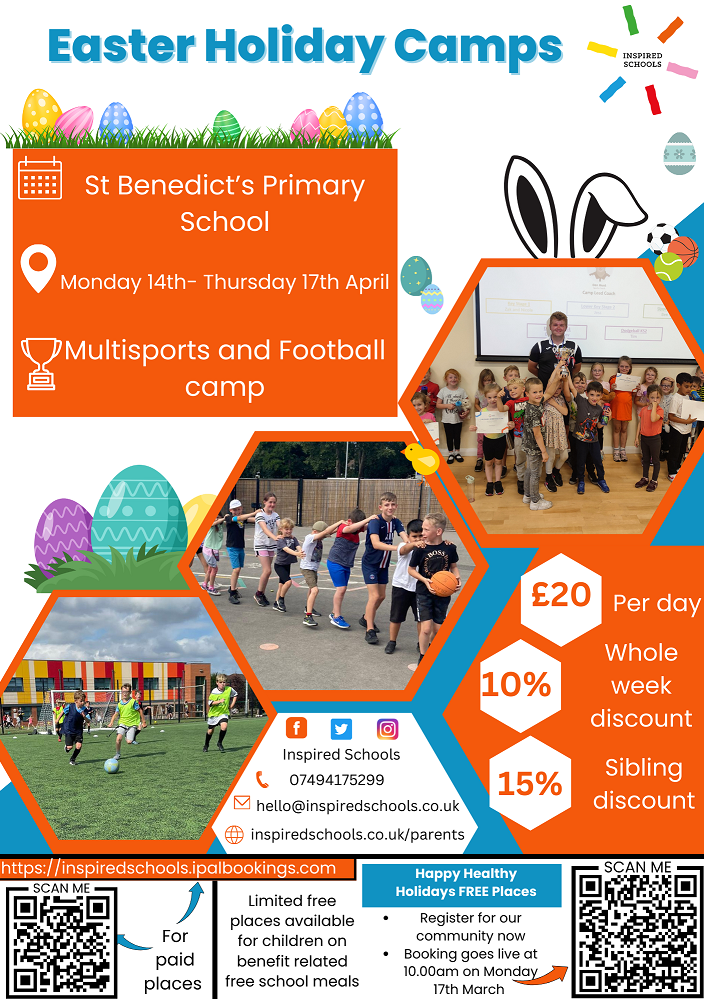 Easter Holiday Camps
INSPIRED
SCHOOLS
St Benedict's Primary
School
Monday 14th- Thursday 17th April
Multisports and Football
camp
£20
Per day
10%
Whole
week
discount
15%
Sibling
discount
Inspired Schools
07494175299
hello@inspiredschools.co.uk
inspiredschools.co.uk/parents
https://inspiredschools.ipalbookings.com
SCAN ME
For
paid
places
Limited free
places available
for children on
benefit related
free school meals
Happy Healthy
Holidays FREE Places
• Register for our
community now
• Booking goes live at
10.00am on Monday
17th March
SCAN ME